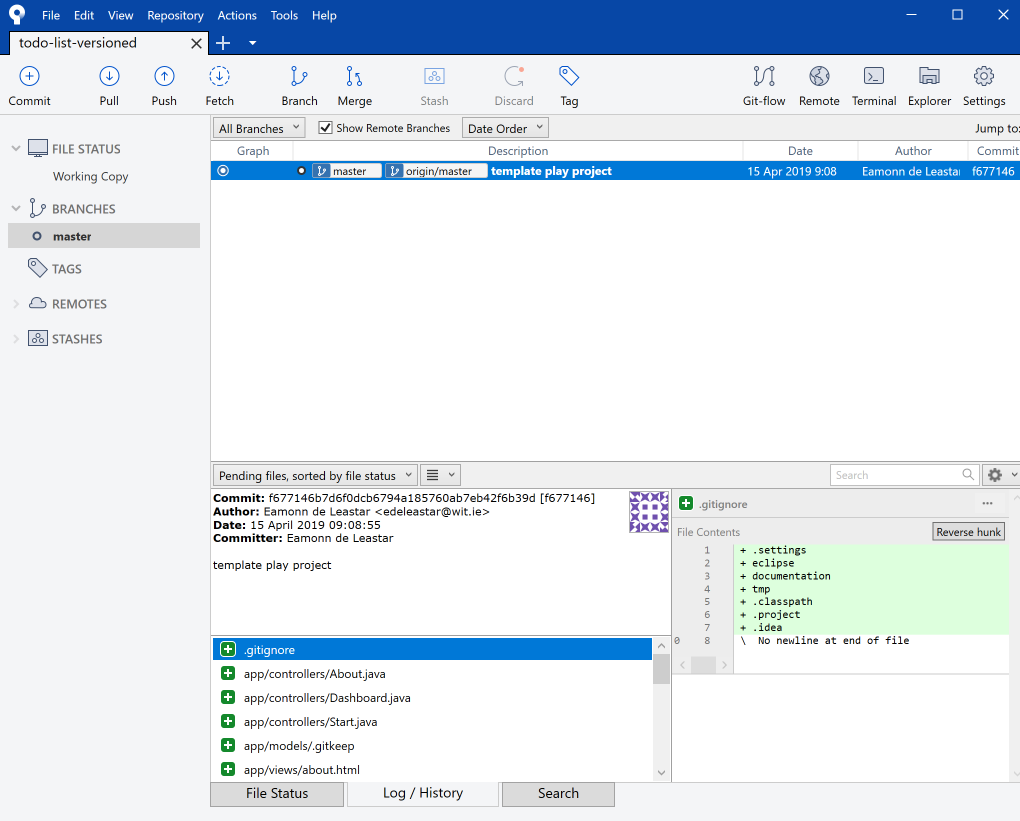 File Edit View Repository Actions Tools Help
todo-list-versioned
Commit Pull Push Fetch Branch Merge Stash Discard Tag Git-flow Remote Terminal Explorer Settings
FILE STATUS
Working Copy
BRANCHES
master
TAGS
REMOTES
STASHES
All Branches Show Remote Branches Date Order Jump to:
Graph Description Date Author Commit
master origin/master template play project 15 Apr 2019 9:08 Eamonn de Leastar f677146
Pending files, sorted by file status Search
Commit: f677146b7d6f0dcb6794a185760ab7eb42f6b39d [f677146]
Author: Eamonn de Leastar <edeleastar@wit.ie>
Date: 15 April 2019 09:08:55
Committer: Eamonn de Leastar
template play project
.gitignore
app/controllers/About.java
app/controllers/Dashboard.java
app/controllers/Start.java
app/models/.gitkeep
app/views/about.html
.gitignore
File Contents Reverse hunk
1 + .settings
2 + eclipse
3 + documentation
4 + tmp
5 + .classpath
6 + .project
7 + .idea
0 8 \ No newline at end of file
File Status Log / History Search